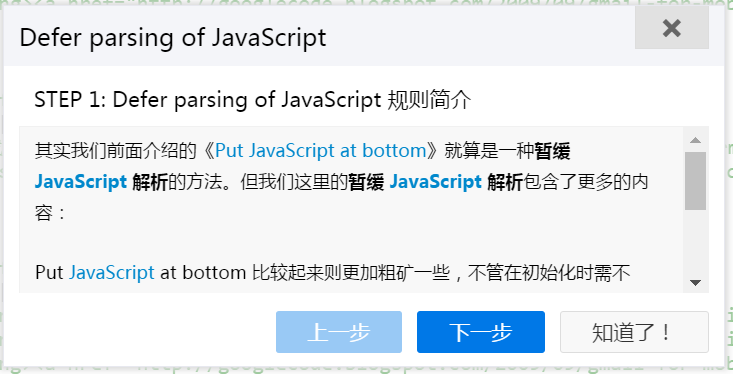 Defer parsing of JavaScript
STEP 1: Defer parsing of JavaScript 规则简介
其实我们前面介绍的《Put JavaScript at bottom》就算是一种暂缓
JavaScript 解析的方法。但我们这里的暂缓 JavaScript 解析包含了更多的内
容：
Put JavaScript at bottom 比较起来则更加粗矿一些，不管在初始化时需不
上一步
下一步
知道了！